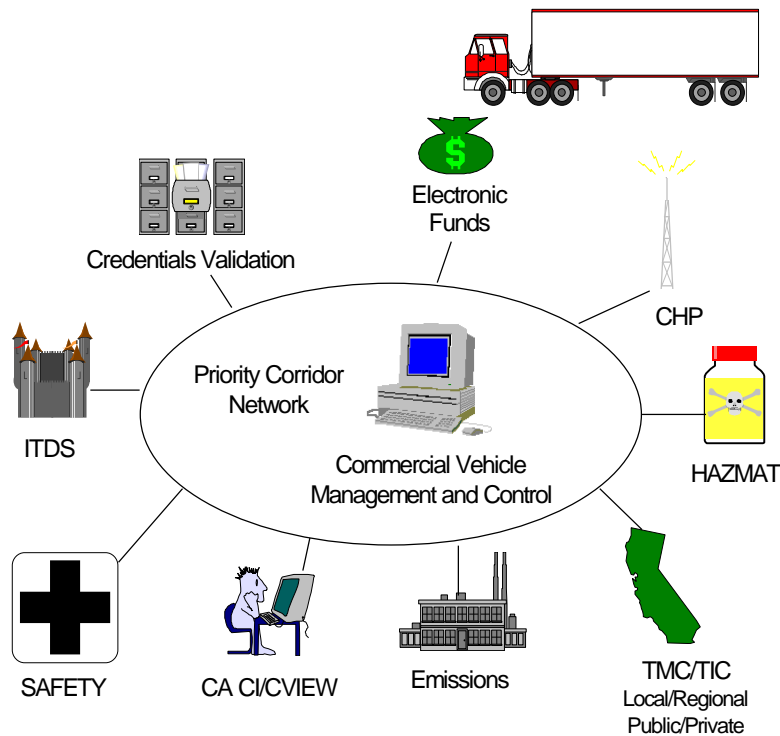 $
Electronic
Funds
Credentials Validation
CHP
Priority Corridor
Network
ITDS
Commercial Vehicle
Management and Control
HAZMAT
SAFETY
CA CI/CVIEW
Emissions
TMC/TIC
Local/Regional
Public/Private